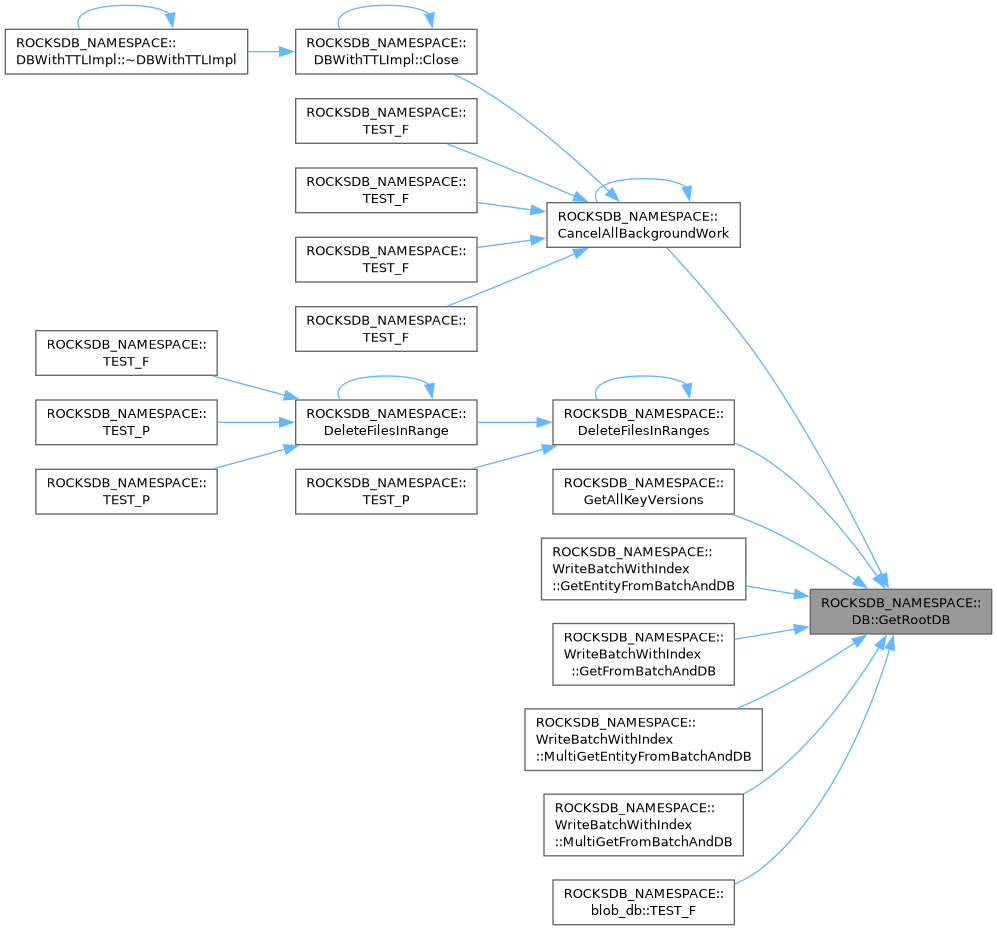 ROCKSDB_NAMESPACE::
DBWithTTLImpl::~DBWithTTLImpl
ROCKSDB_NAMESPACE::
DBWithTTLImpl::Close
ROCKSDB_NAMESPACE::
TEST_F
ROCKSDB_NAMESPACE::
TEST_F
ROCKSDB_NAMESPACE::
CancelAllBackgroundWork
ROCKSDB_NAMESPACE::
TEST_F
ROCKSDB_NAMESPACE::
TEST_F
ROCKSDB_NAMESPACE::
TEST_F
ROCKSDB_NAMESPACE::
TEST_P
ROCKSDB_NAMESPACE::
DeleteFilesInRange
ROCKSDB_NAMESPACE::
DeleteFilesInRanges
ROCKSDB_NAMESPACE::
TEST_P
ROCKSDB_NAMESPACE::
TEST_P
ROCKSDB_NAMESPACE::
GetAllKeyVersions
ROCKSDB_NAMESPACE::
WriteBatchWithIndex
::GetEntityFromBatchAndDB
ROCKSDB_NAMESPACE::
DB::GetRootDB
ROCKSDB_NAMESPACE::
WriteBatchWithIndex
::GetFromBatchAndDB
ROCKSDB_NAMESPACE::
WriteBatchWithIndex
::MultiGetEntityFromBatchAndDB
ROCKSDB_NAMESPACE::
WriteBatchWithIndex
::MultiGetFromBatchAndDB
ROCKSDB_NAMESPACE::
blob_db::TEST_F